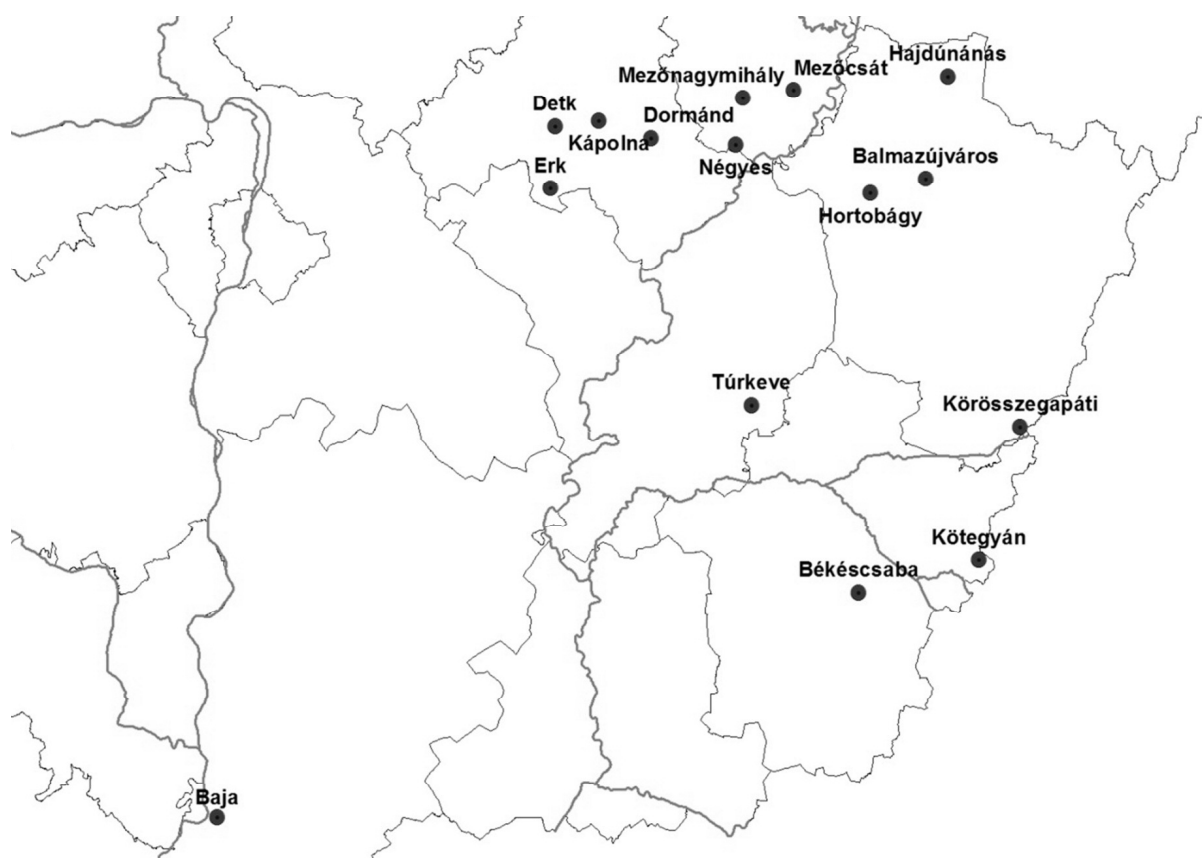 Hajdúnánás
Mezőcsát
Mezőnagymihály
Detk
Dormánd
Kápolna
Négyes
Erk
Balmazújváros
Hortobágy
Túrkeve
Körösszegapáti
Kötegyán
Békéscsaba
Baja